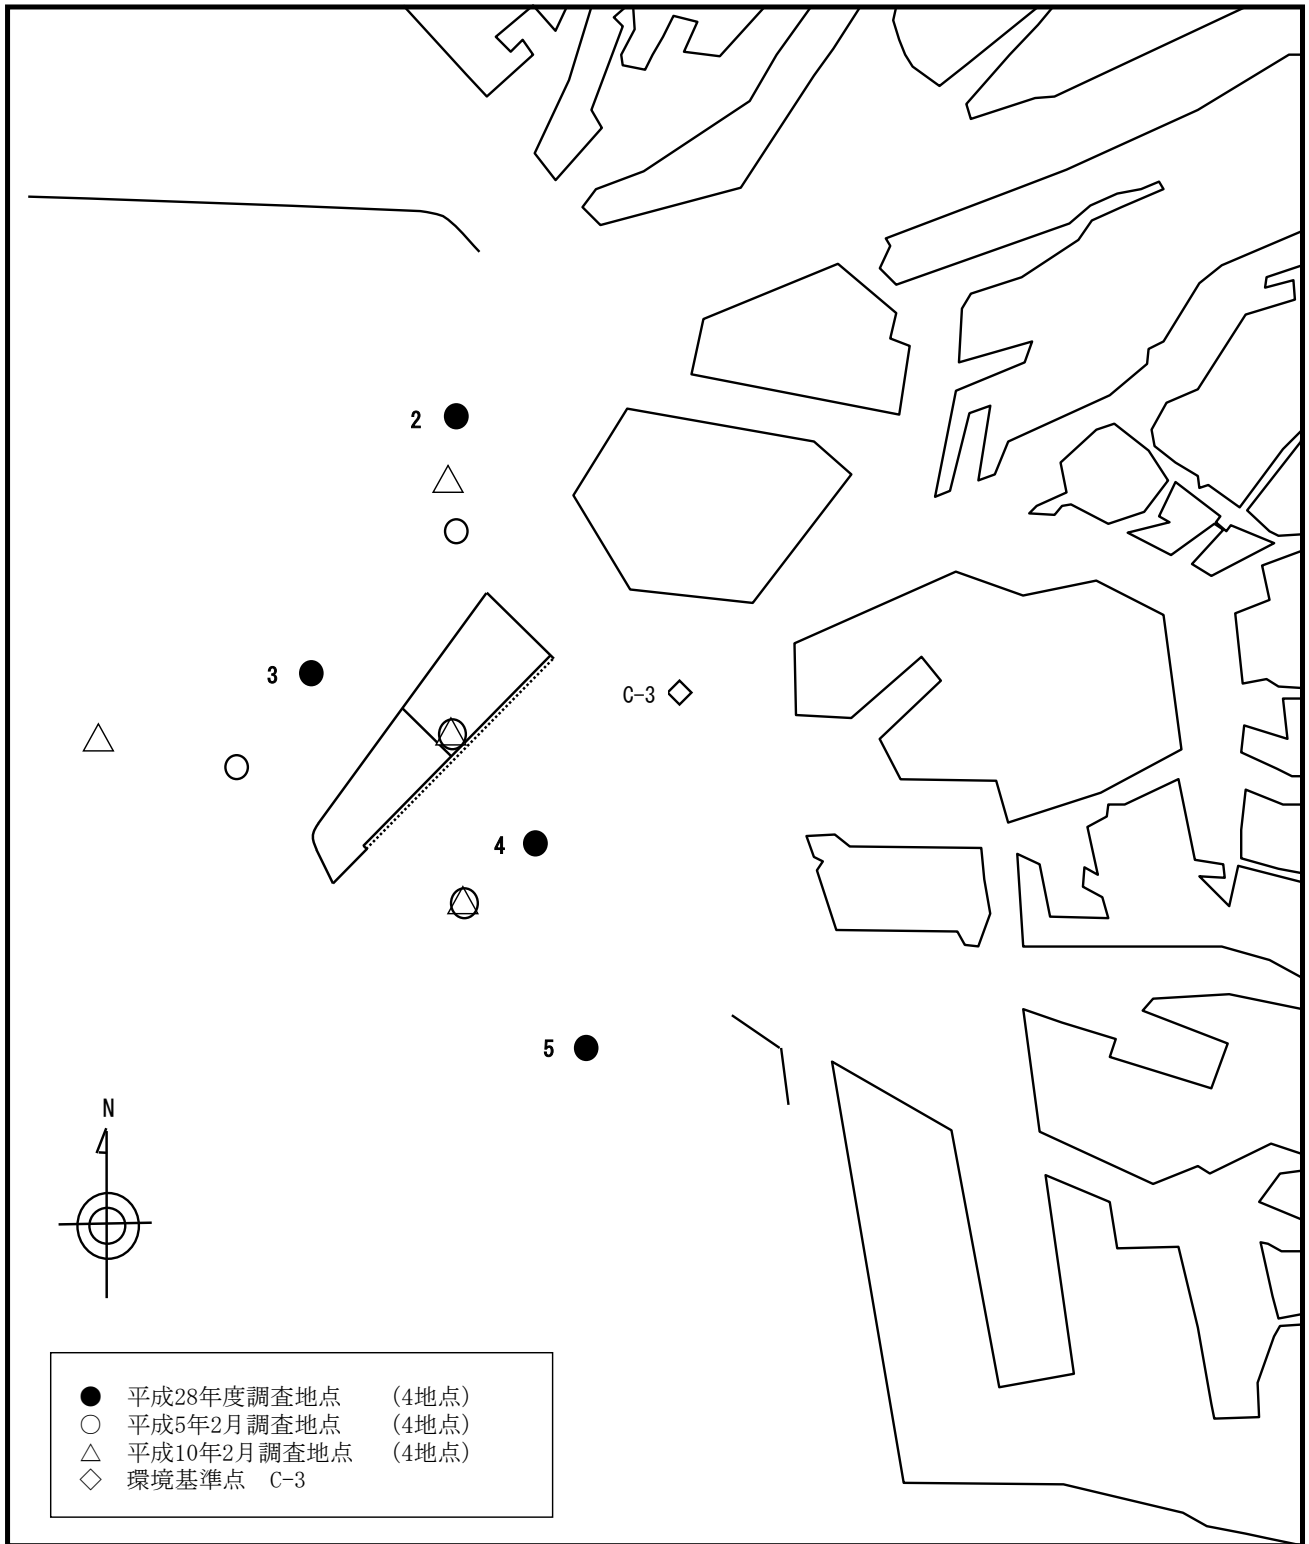 2
3
C-3
4
5
N
● 平成28年度調査地点 (4地点)
○ 平成5年2月調査地点 (4地点)
△ 平成10年2月調査地点 (4地点)
◇ 環境基準点 C-3